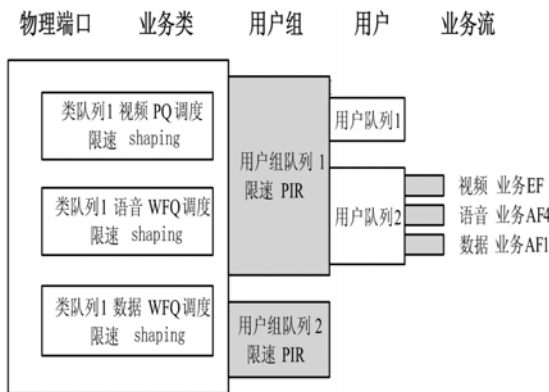 物理端口 业务类 用户组 用户 业务流
类队列1 视频 PQ调度
限速 shaping
类队列1 语音 WFQ调度
限速 shaping
类队列1 数据 WFQ调度
限速 shaping
用户组队列 1
限速 PIR
用户组队列 2
限速 PIR
用户队列1
用户队列2
视频 业务EF
语音 业务AF4
数据 业务AF1